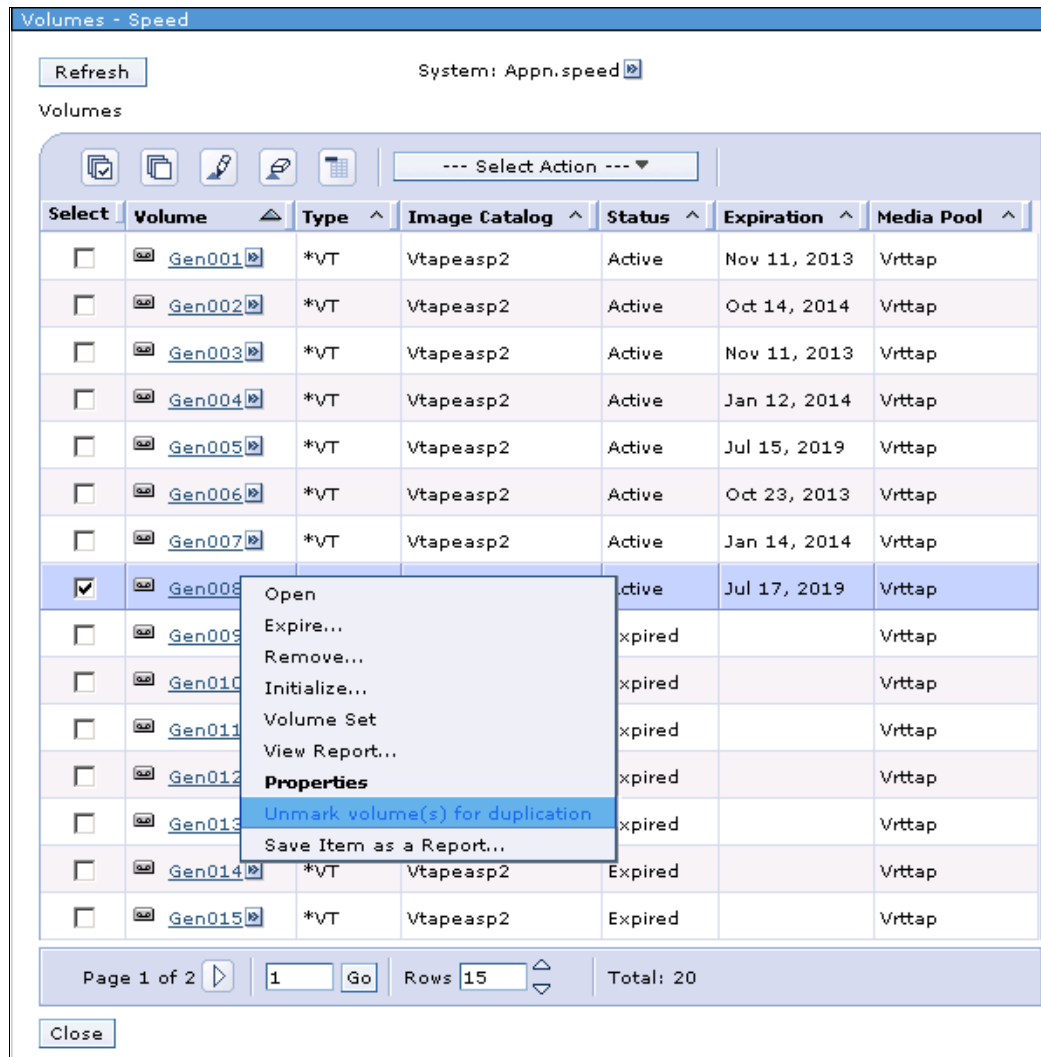 Volumes - Speed
Refresh System: Appn.speed
Volumes
--- Select Action ---
Select Volume Type Image Catalog Status Expiration Media Pool
Gen001 *VT Vtapeasp2 Active Nov 11, 2013 Vrttap
Gen002 *VT Vtapeasp2 Active Oct 14, 2014 Vrttap
Gen003 *VT Vtapeasp2 Active Nov 11, 2013 Vrttap
Gen004 *VT Vtapeasp2 Active Jan 12, 2014 Vrttap
Gen005 *VT Vtapeasp2 Active Jul 15, 2019 Vrttap
Gen006 *VT Vtapeasp2 Active Oct 23, 2013 Vrttap
Gen007 *VT Vtapeasp2 Active Jan 14, 2014 Vrttap
Gen008 ctive Jul 17, 2019 Vrttap
Open
Expire...
Gen009 xpired Vrttap
Remove...
Gen010 xpired Vrttap
Initialize...
Volume Set
Gen011 xpired Vrttap
View Report...
Gen012 xpired Vrttap
Properties
Unmark volume(s) for duplication
Gen013 xpired Vrttap
Save Item as a Report...
Gen014 *VT Vtapeasp2 Expired Vrttap
Gen015 *VT Vtapeasp2 Expired Vrttap
Page 1 of 2 1 Go Rows 15 Total: 20
Close